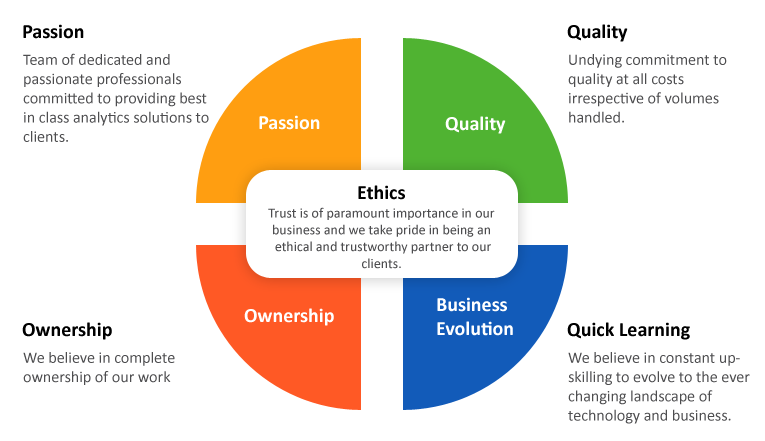 Passion
Team of dedicated and
passionate professionals
committed to providing best
in class analytics solutions to
clients.
Quality
Undying commitment to
quality at all costs
irrespective of volumes
handled.
Passion
Quality
Ethics
Trust is of paramount importance in our
business and we take pride in being an
ethical and trustworthy partner to our
clients.
Ownership
Business
Evolution
Ownership
We believe in complete
ownership of our work
Quick Learning
We believe in constant up-
skilling to evolve to the ever
changing landscape of
technology and business.